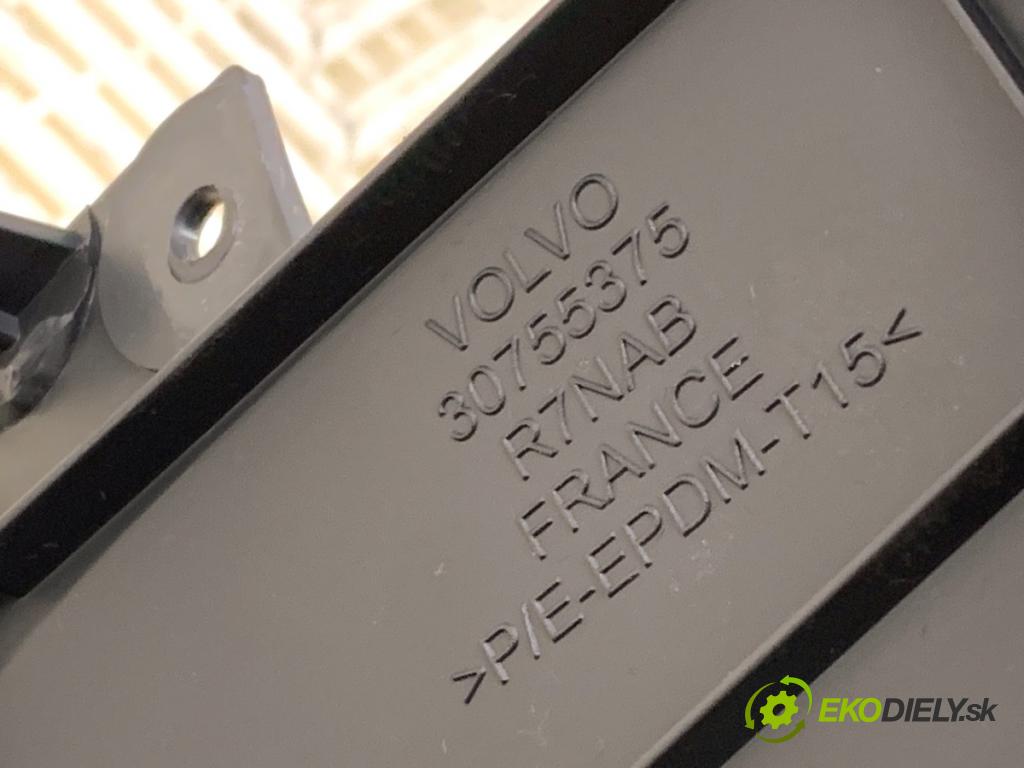 VOLVO
30755375
R7NAB
FRANCE
>P/E-EPDM-T15<
EKODIELY.sk